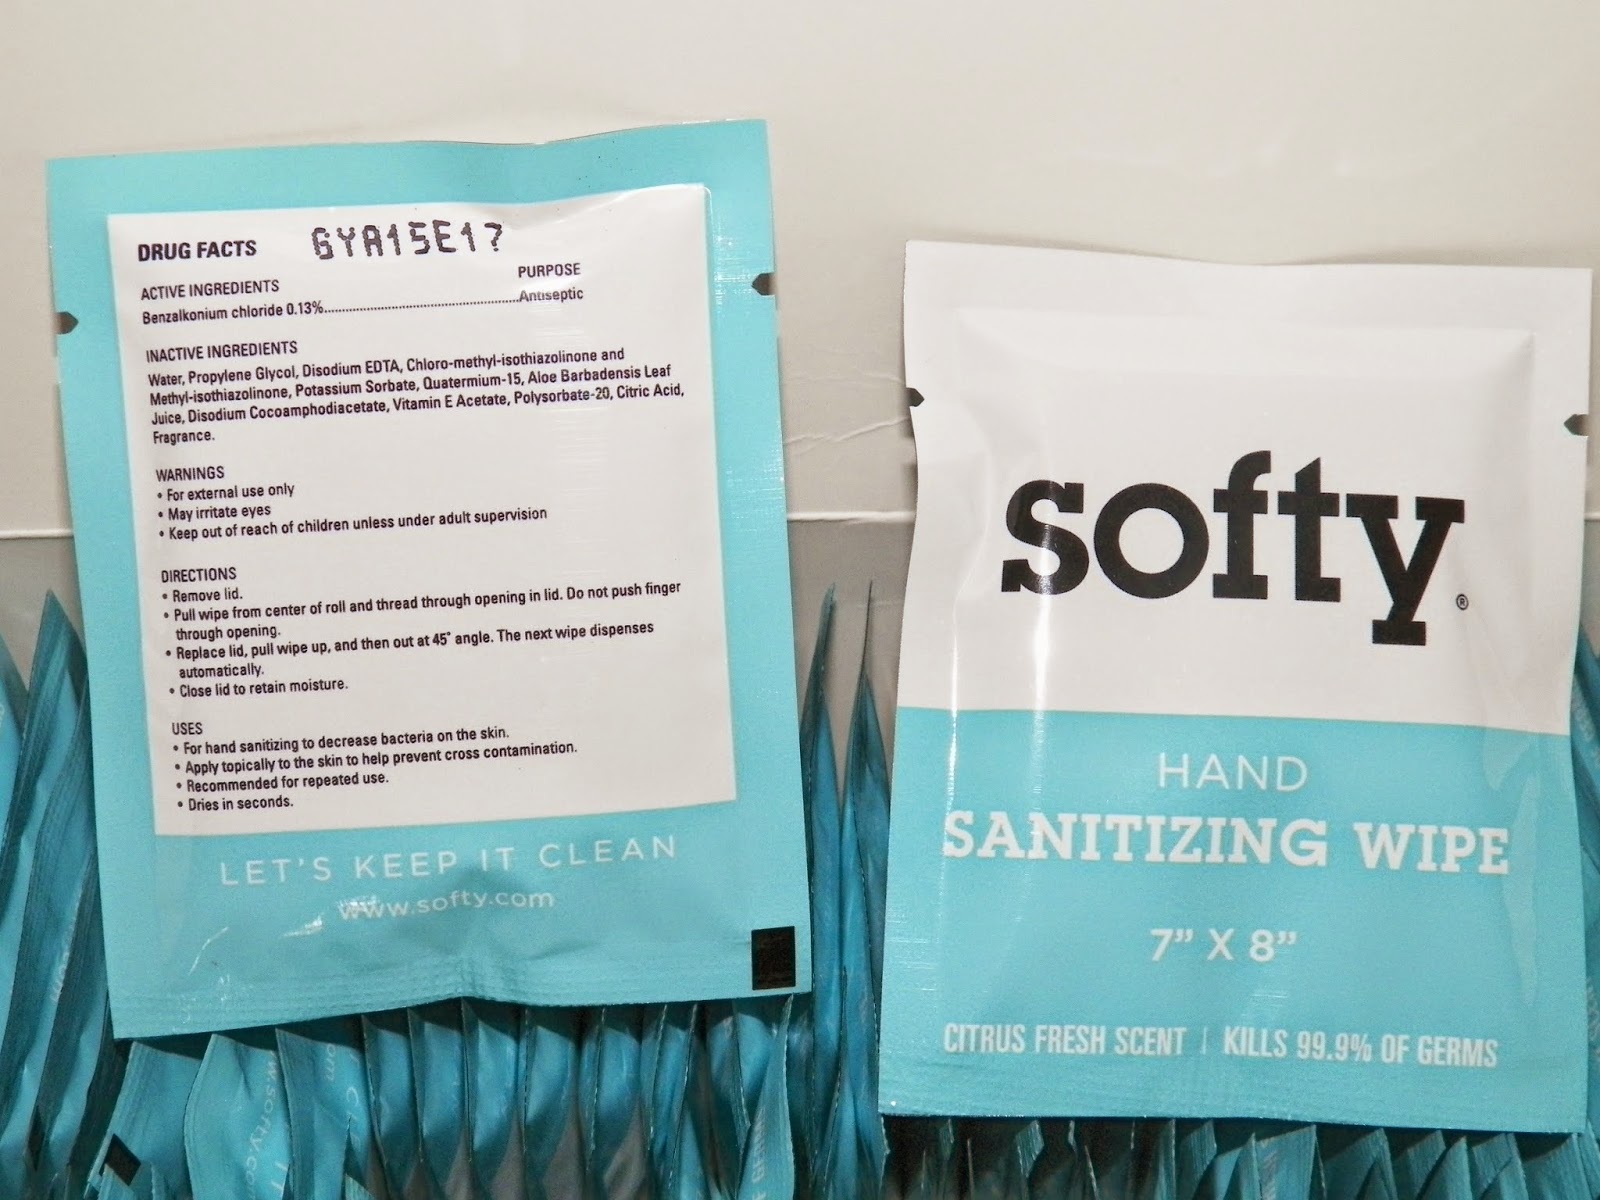 DRUG FACTS GYA15E17
PURPOSE
ACTIVE INGREDIENTS
Benzalkonium chloride 0.13%..........Antiseptic
INACTIVE INGREDIENTS
Water, Propylene Glycol, Disodium EDTA, Chloro-methyl-isothiazolinone and
Methyl-isothiazolinone, Potassium Sorbate, Quatermium-15, Aloe Barbadensis Leaf
Juice, Disodium Cocoamphodiacetate, Vitamin E Acetate, Polysorbate-20, Citric Acid,
Fragrance.
WARNINGS
• For external use only
• May irritate eyes
• Keep out of reach of children unless under adult supervision
DIRECTIONS
• Remove lid.
• Pull wipe from center of roll and thread through opening in lid. Do not push finger
through opening.
• Replace lid, pull wipe up, and then out at 45° angle. The next wipe dispenses
automatically.
• Close lid to retain moisture.
USES
• For hand sanitizing to decrease bacteria on the skin.
• Apply topically to the skin to help prevent cross contamination.
• Recommended for repeated use.
• Dries in seconds.
LET'S KEEP IT CLEAN
www.softy.com
softy®
HAND
SANITIZING WIPE
7” X 8”
CITRUS FRESH SCENT | KILLS 99.9% OF GERMS